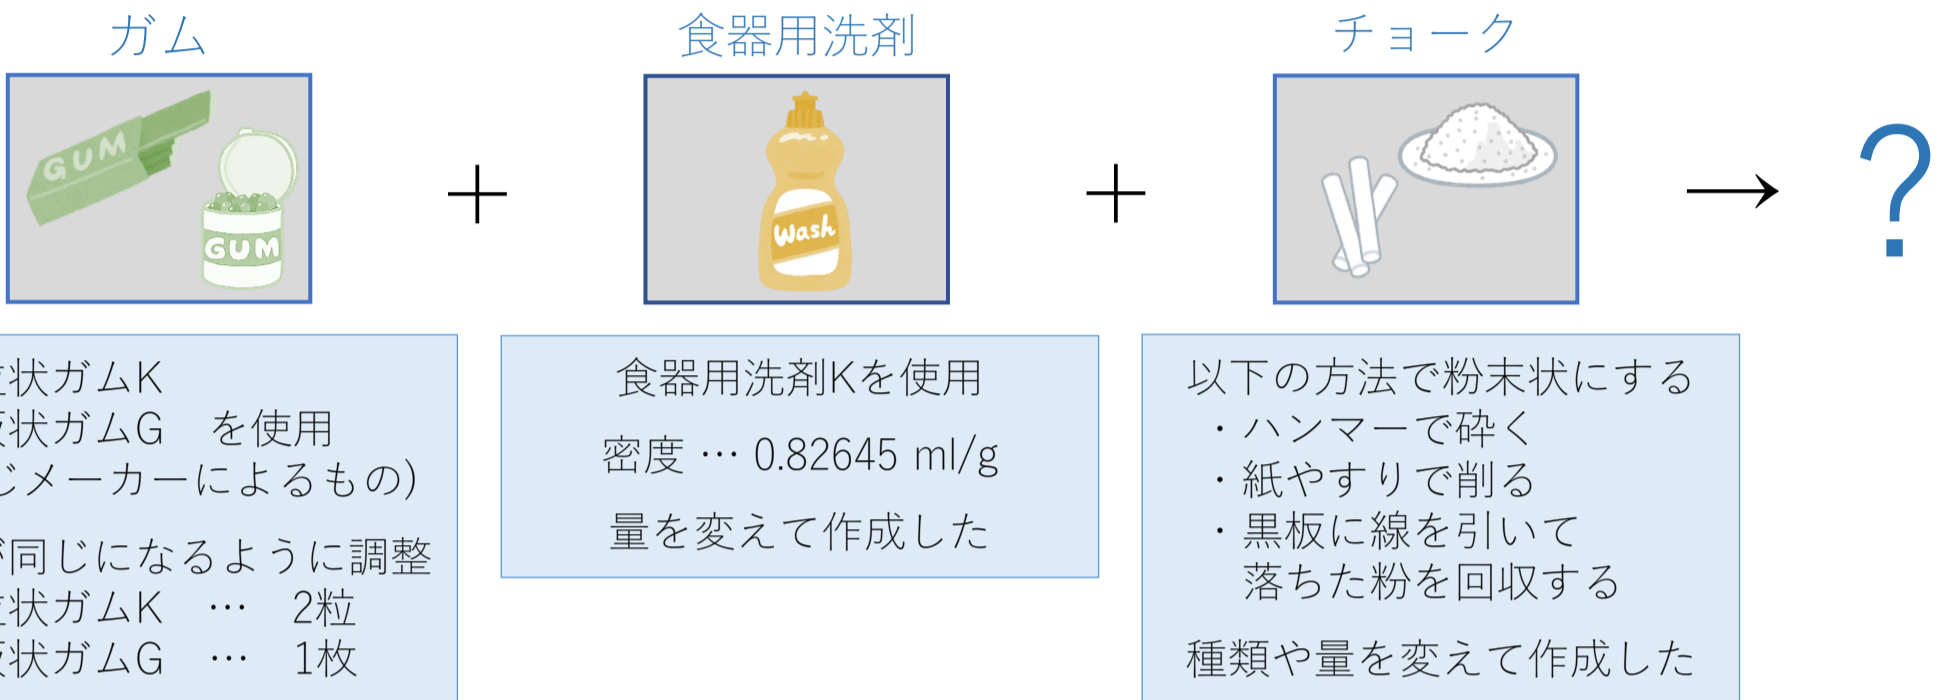 ガム
食器用洗剤
チョーク
GUM
GUM
Wash
+
+
→
?
状ガムK
状ガムG を使用
じメーカーによるもの)
が同じになるように調整
状ガムK … 2粒
状ガムG … 1枚
食器用洗剤Kを使用
密度 … 0.82645 ml/g
量を変えて作成した
以下の方法で粉末状にする
・ハンマーで砕く
・紙やすりで削る
・黒板に線を引いて
落ちた粉を回収する
種類や量を変えて作成した